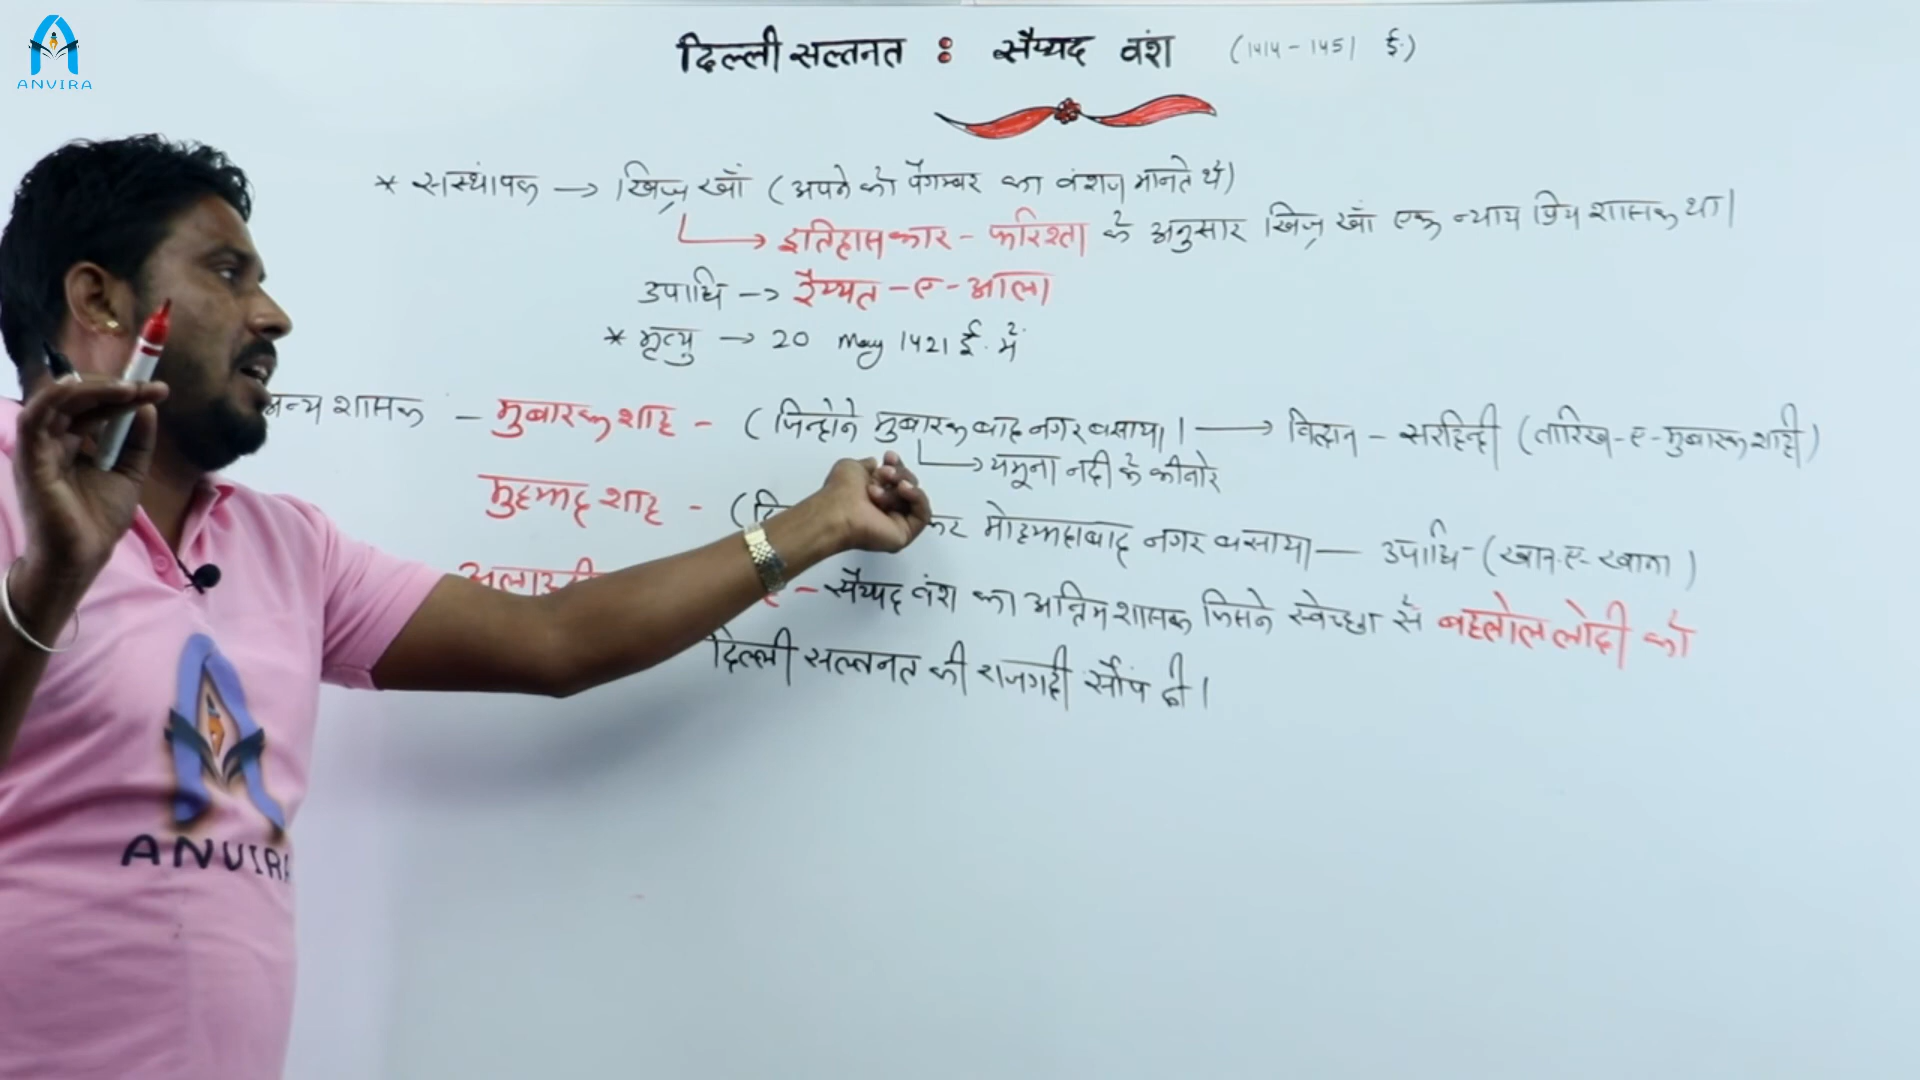 ANVIRA
दिल्ली सल्तनत : सैय्यद वंश (1414 - 1451 ई.)
* सस्थांपक → खिज्र खाँ (अपने को पैगम्बर का वंशज मानते थे)
→ इतिहासकार - फरिश्ता के अनुसार खिज्र खाँ एक न्याय प्रिय शासक था।
उपाधि → रैय्यत - ए - आला
* मृत्यु → 20 May 1421 ई. में
अन्य शासक - मुबारक शाह - (जिन्होने मुबारक बाद नगर बसाया। → विद्वान - सरहिन्दी (तारिख - ए - मुबारक शाही)
→ यमूना नदी के कीनारे
मुहम्मद शाह - ( मोहम्मदाबाद नगर बसाया — उपाधि - (खान-ए-खाना)
- सैय्यद वंश का अन्तिम शासक जिसने स्वेच्छा से बहलोल लोदी को
दिल्ली सल्तनत की राजगद्दी सौंप दी।
ANVIRA